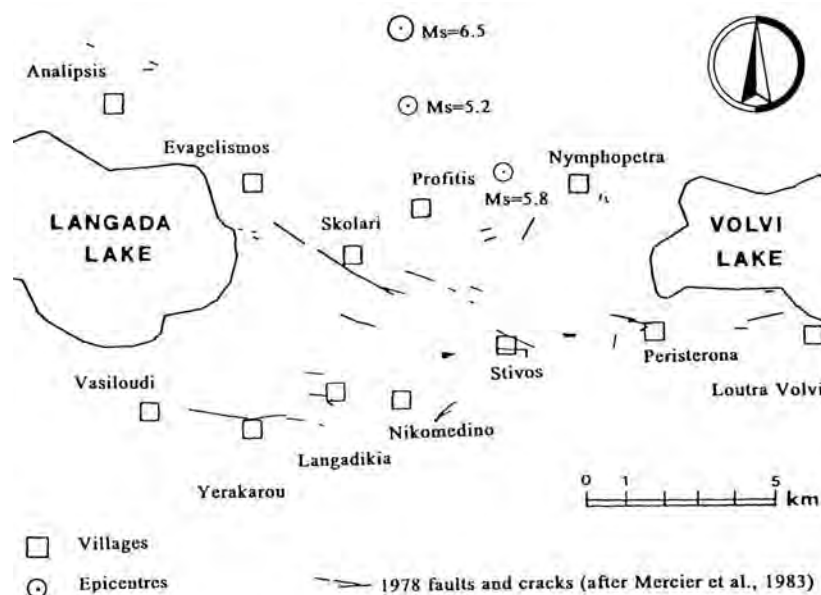 Ms=6.5
Analipsis
Ms=5.2
Evagelismos
Nymphopetra
Profitis
Ms=5.8
LANGADA
LAKE
Skolari
VOLVI
LAKE
Stivos
Peristerona
Vasiloudi
Loutra Volvi
Nikomedino
Langadikia
Yerakarou
0 1 5
km
Villages
Epicentres
1978 faults and cracks (after Mercier et al., 1983)